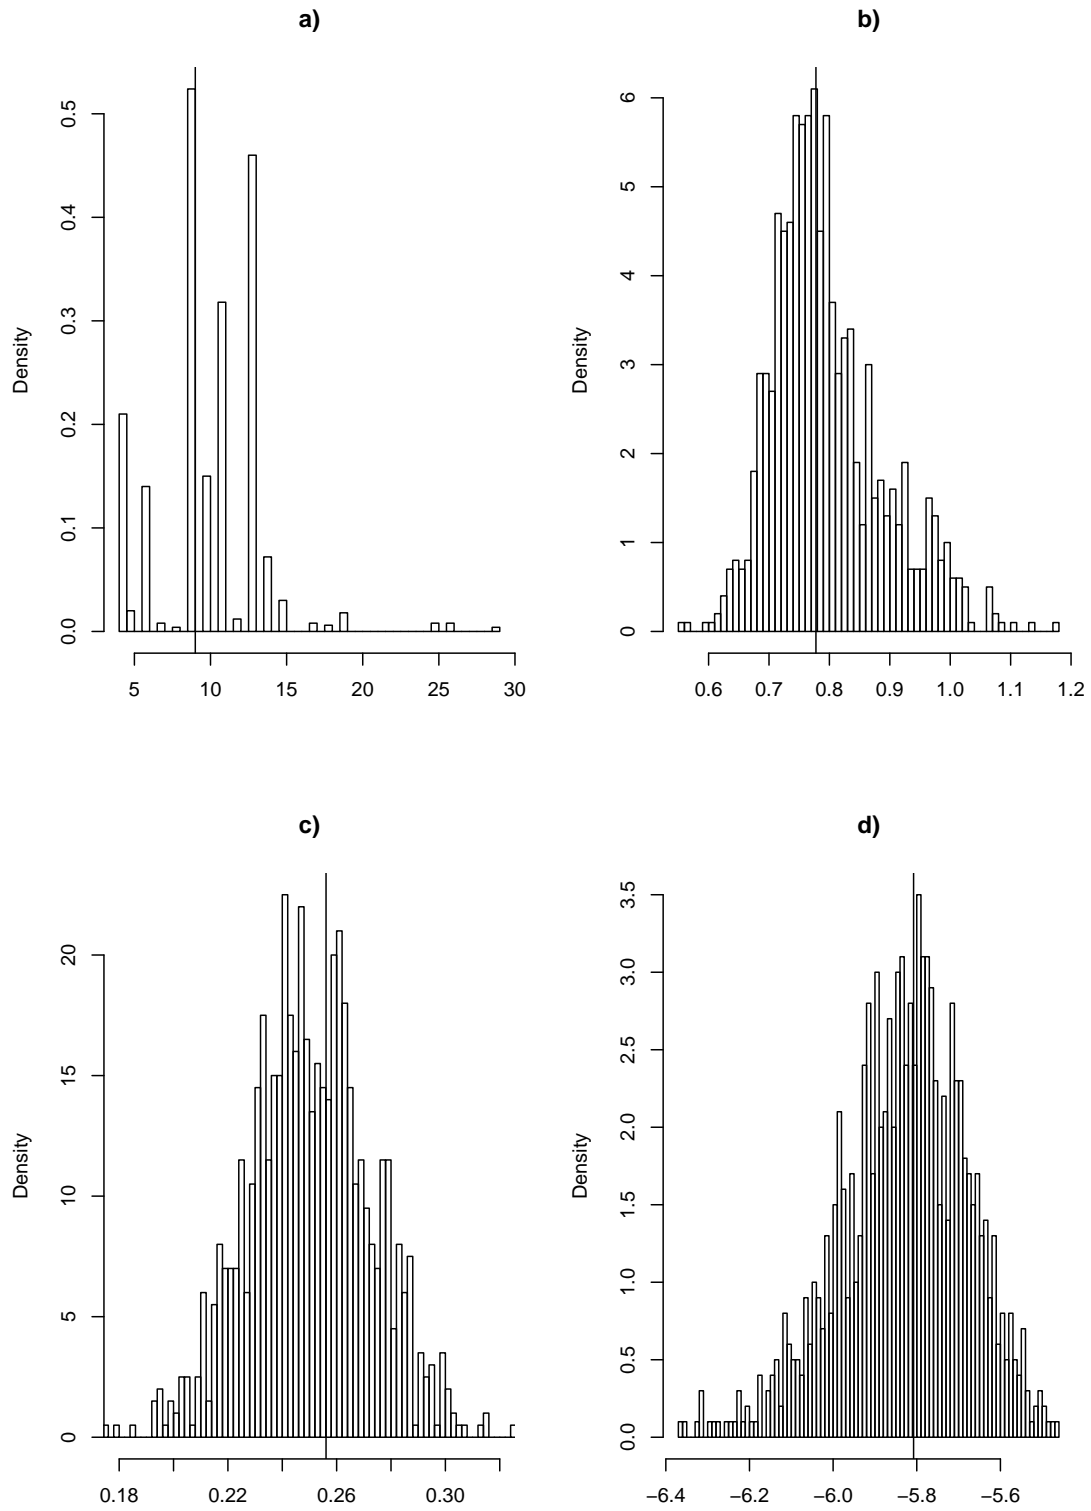 a)
Density
0.0 0.1 0.2 0.3 0.4 0.5
5 10 15 20 25 30
b)
Density
0 1 2 3 4 5 6
0.6 0.7 0.8 0.9 1.0 1.1 1.2
c)
Density
0 5 10 15 20
0.18 0.22 0.26 0.30
d)
Density
0.0 0.5 1.0 1.5 2.0 2.5 3.0 3.5
−6.4 −6.2 −6.0 −5.8 −5.6